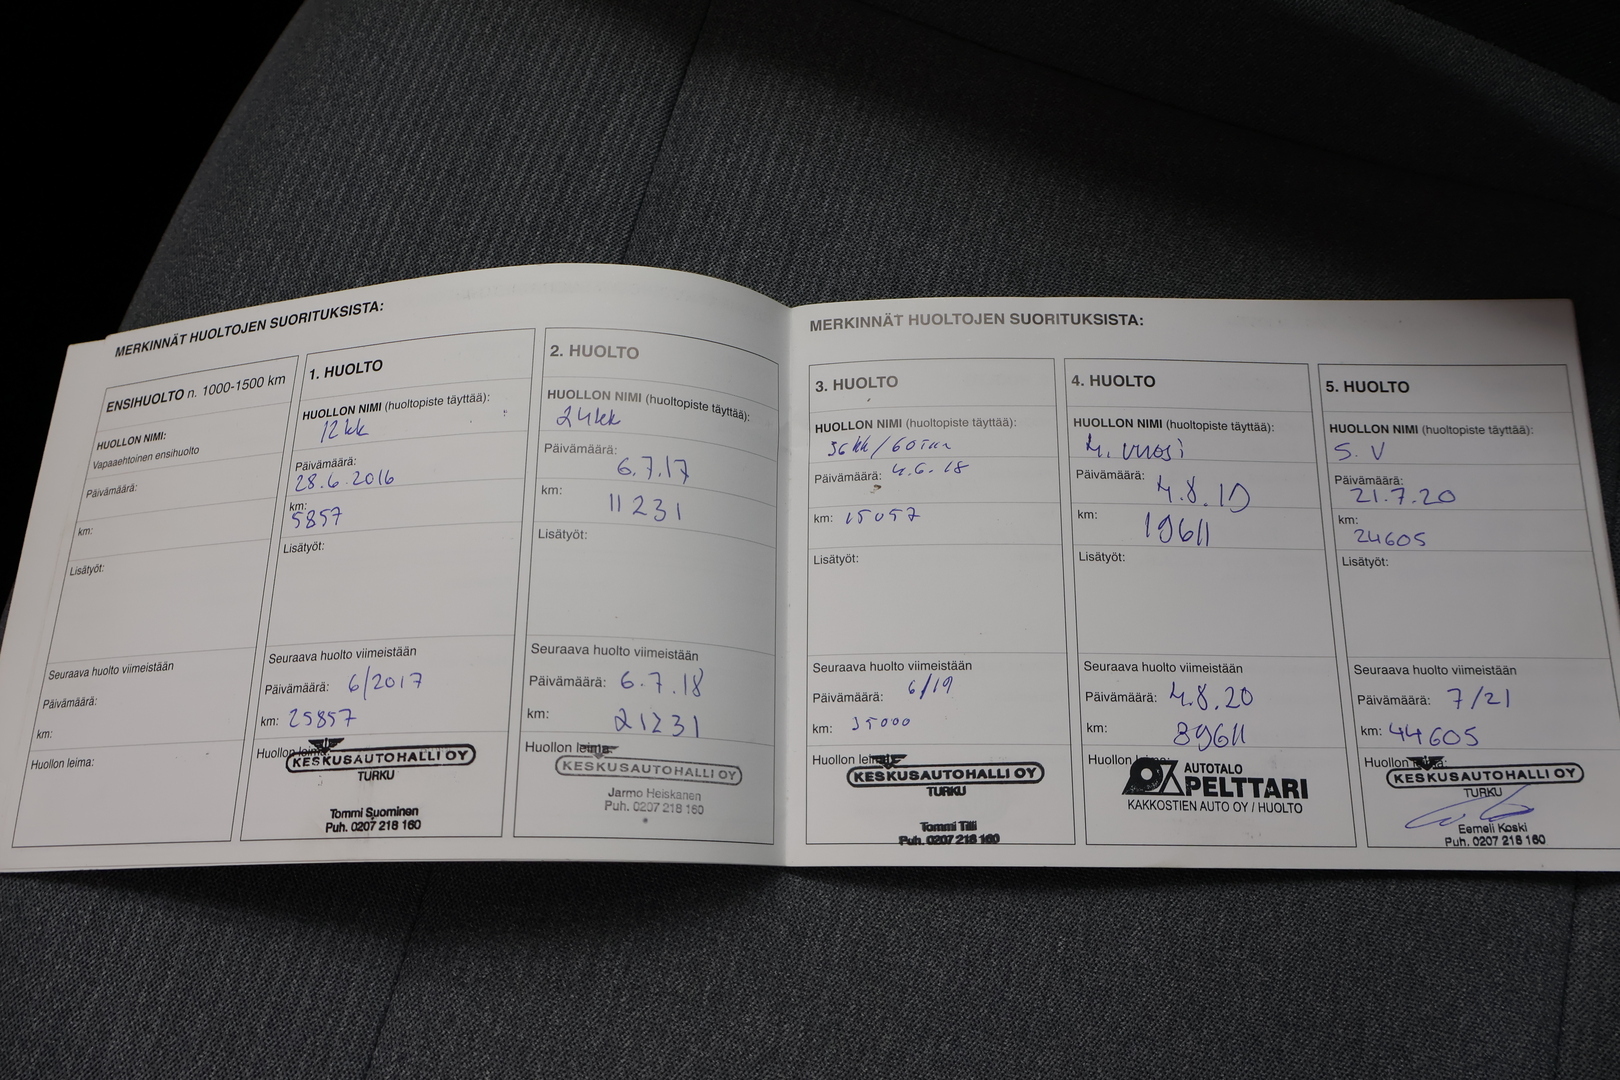 MERKINNÄT HUOLTOJEN SUORITUKSISTA:
ENSIHUOLTO n. 1000-1500 km
HUOLLON NIMI:
Vapaaehtoinen ensihuolto
Päivämäärä:
km:
Lisätyöt:
Seuraava huolto viimeistään
Päivämäärä:
km:
Huollon leima:
1. HUOLTO
HUOLLON NIMI (huoltopiste täyttää):
12kk
Päivämäärä:
28.6.2016
km:
5857
Lisätyöt:
Seuraava huolto viimeistään
Päivämäärä: 6/2017
km: 25857
Huollon leima:
KESKUSAUTOHALLI OY
TURKU
Tommi Suominen
Puh. 0207 218 160
2. HUOLTO
HUOLLON NIMI (huoltopiste täyttää):
24kk
Päivämäärä:
6.7.17
km:
11231
Lisätyöt:
Seuraava huolto viimeistään
Päivämäärä: 6.7.18
km: 21231
Huollon leima:
KESKUSAUTOHALLI OY
Jarmo Heiskanen
Puh. 0207 218 160
MERKINNÄT HUOLTOJEN SUORITUKSISTA:
3. HUOLTO
HUOLLON NIMI (huoltopiste täyttää):
36kk/60tkm
Päivämäärä: 4.6.18
km: 15057
Lisätyöt:
Seuraava huolto viimeistään
Päivämäärä: 6/19
km: 35000
Huollon leima:
KESKUSAUTOHALLI OY
TURKU
Tommi Tilli
Puh. 0207 218 160
4. HUOLTO
HUOLLON NIMI (huoltopiste täyttää):
4. vuosi
Päivämäärä:
4.8.19
km:
19611
Lisätyöt:
Seuraava huolto viimeistään
Päivämäärä: 4.8.20
km: 89611
Huollon leima:
AUTOTALO
PELTTARI
KAKKOSTIEN AUTO OY / HUOLTO
5. HUOLTO
HUOLLON NIMI (huoltopiste täyttää):
5. V
Päivämäärä:
21.7.20
km:
24605
Lisätyöt:
Seuraava huolto viimeistään
Päivämäärä: 7/21
km: 44605
Huollon leima:
KESKUSAUTOHALLI OY
TURKU
Eemeli Koski
Puh. 0207 218 160